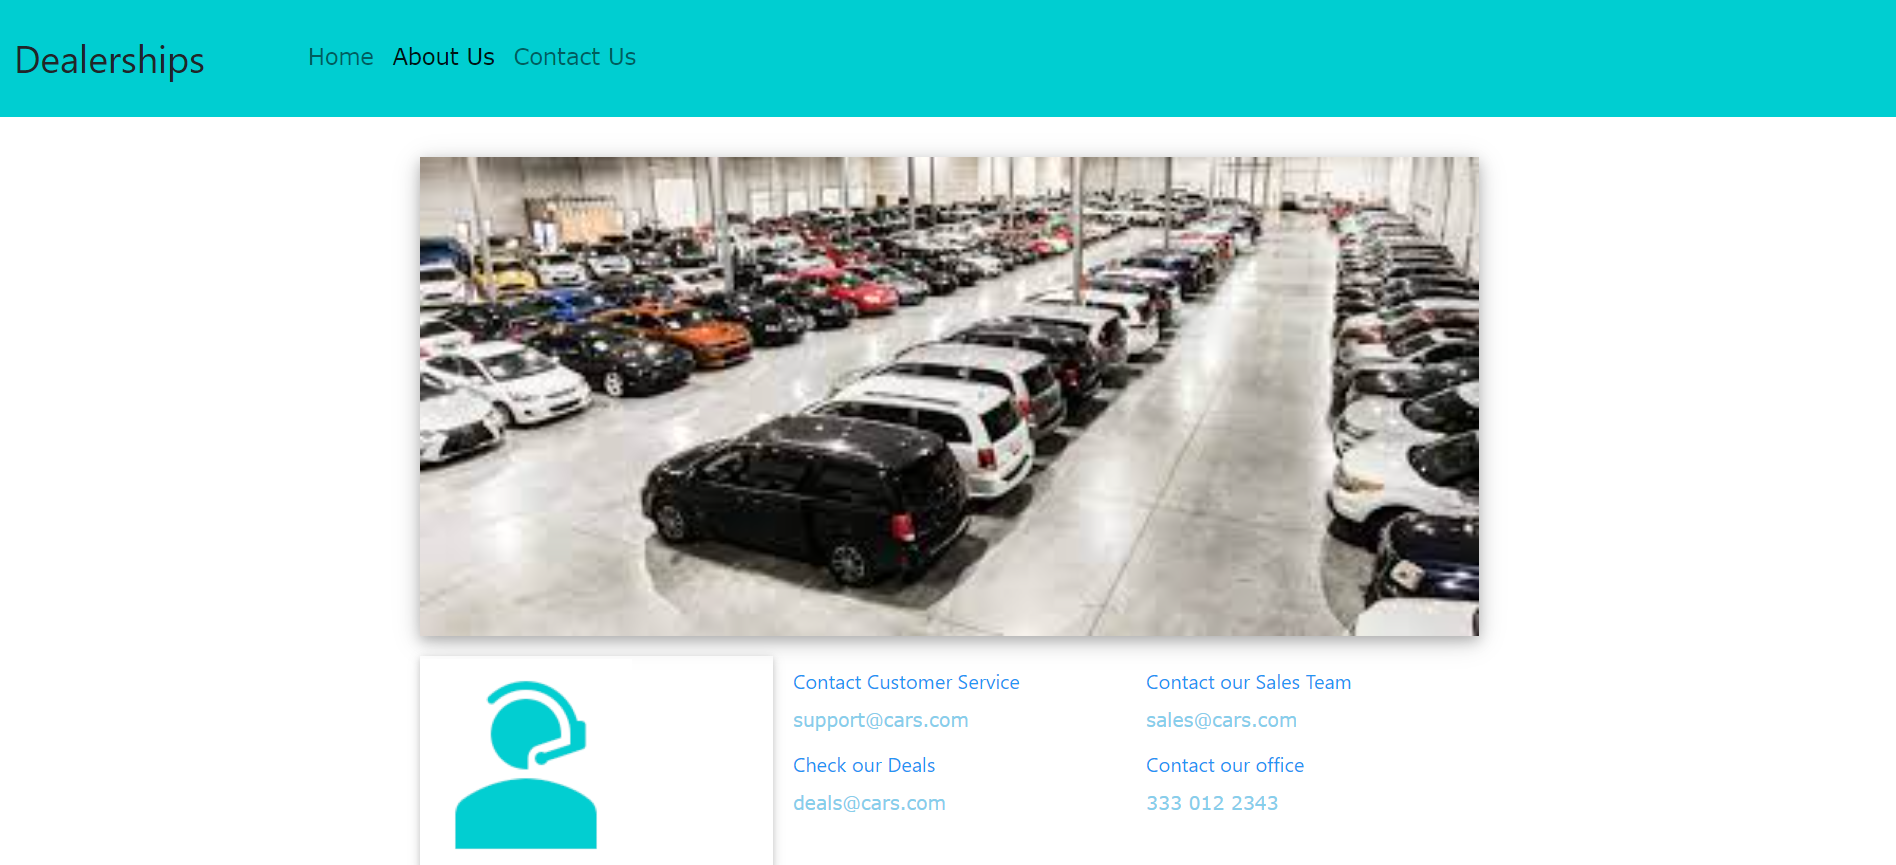 Dealerships
Home About Us Contact Us
Contact Customer Service
support@cars.com
Contact our Sales Team
sales@cars.com
Check our Deals
deals@cars.com
Contact our office
333 012 2343